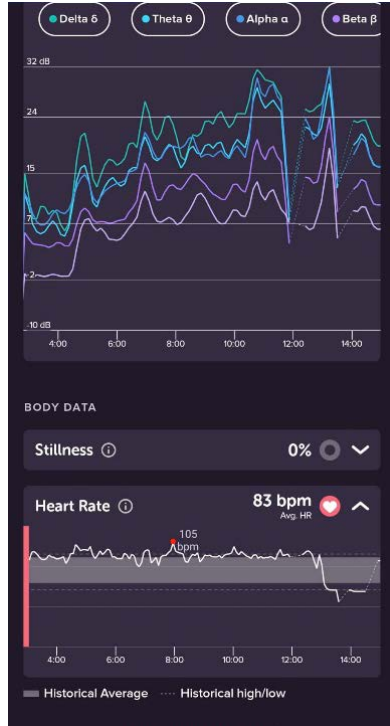 Delta δ Theta θ Alpha α Beta β
32 dB
24
15
7
-2
-10 dB
4:00 6:00 8:00 10:00 12:00 14:00
BODY DATA
Stillness 0%
Heart Rate 83 bpm
Avg. HR
105
bpm
4:00 6:00 8:00 10:00 12:00 14:00
Historical Average Historical high/low